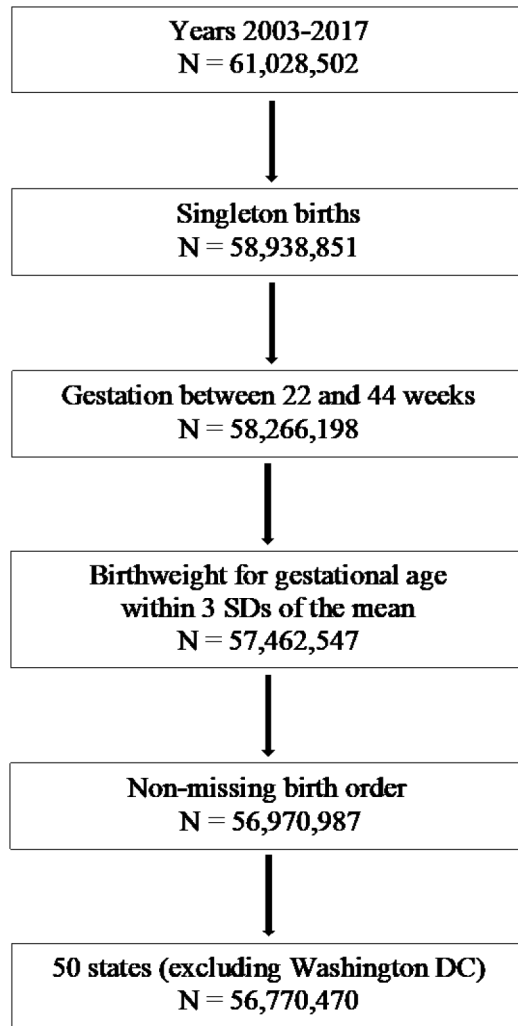 Years 2003-2017
N = 61,028,502
Singleton births
N = 58,938,851
Gestation between 22 and 44 weeks
N = 58,266,198
Birthweight for gestational age
within 3 SDs of the mean
N = 57,462,547
Non-missing birth order
N = 56,970,987
50 states (excluding Washington DC)
N = 56,770,470